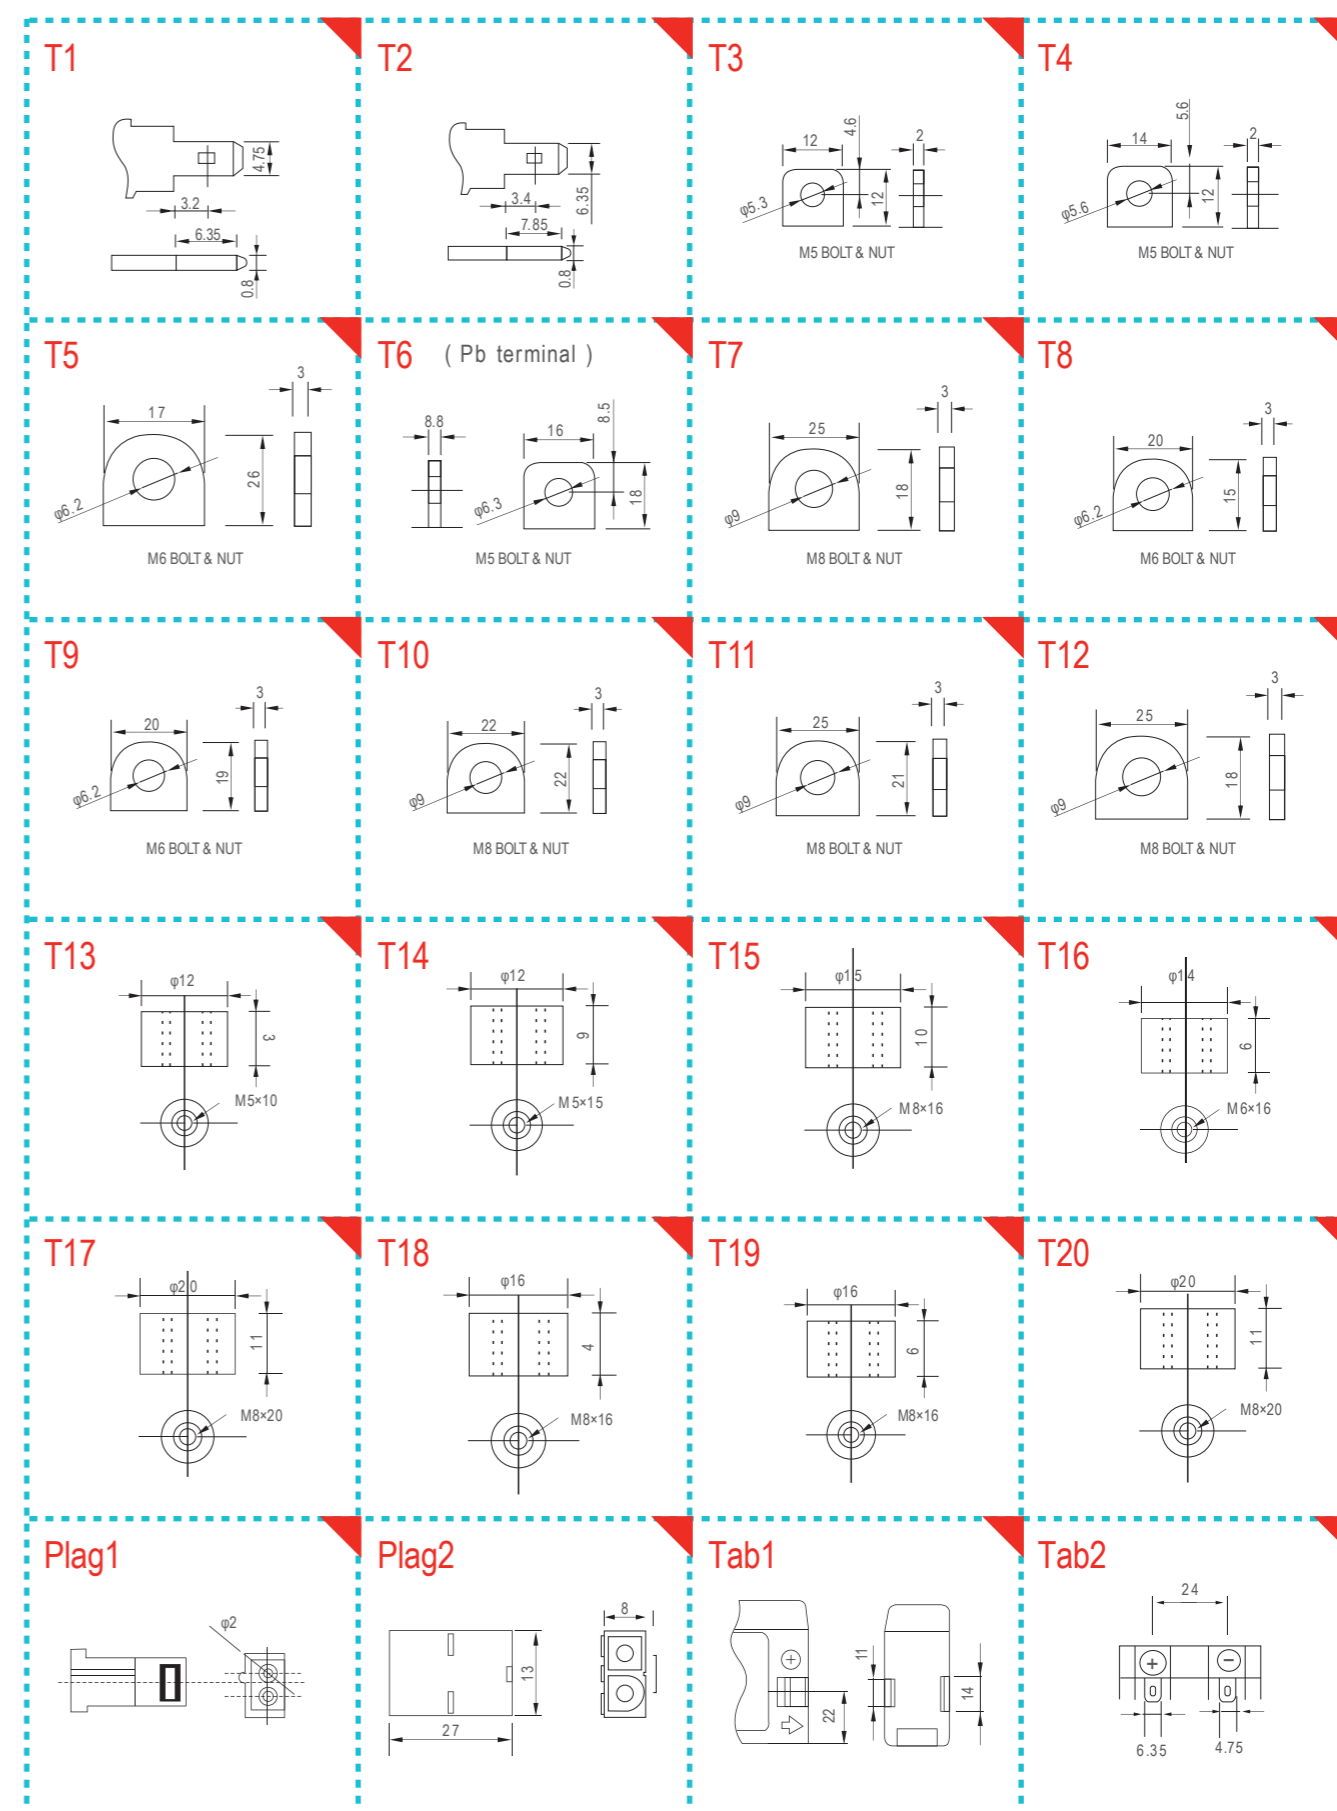 T1
4.75
3.2
6.35
0.8
T2
3.4
6.35
7.85
0.8
T3
12
4.6
2
φ5.3
12
M5 BOLT & NUT
T4
5.6
14
2
φ5.6
12
M5 BOLT & NUT
T5
3
17
26
φ6.2
M6 BOLT & NUT
T6 ( Pb terminal )
8.8
16
8.5
φ6.3
18
M5 BOLT & NUT
T7
3
25
18
φ9
M8 BOLT & NUT
T8
3
20
15
φ6.2
M6 BOLT & NUT
T9
3
20
19
φ6.2
M6 BOLT & NUT
T10
3
22
22
φ9
M8 BOLT & NUT
T11
3
25
21
φ9
M8 BOLT & NUT
T12
3
25
18
φ9
M8 BOLT & NUT
T13
φ12
3
M5×10
T14
φ12
9
M5×15
T15
φ15
10
M8×16
T16
φ14
6
M6×16
T17
φ20
11
M8×20
T18
φ16
4
M8×16
T19
φ16
6
M8×16
T20
φ20
11
M8×20
Plag1
φ2
Plag2
8
13
27
Tab1
+
11
14
22
Tab2
24
+ −
6.35 4.75